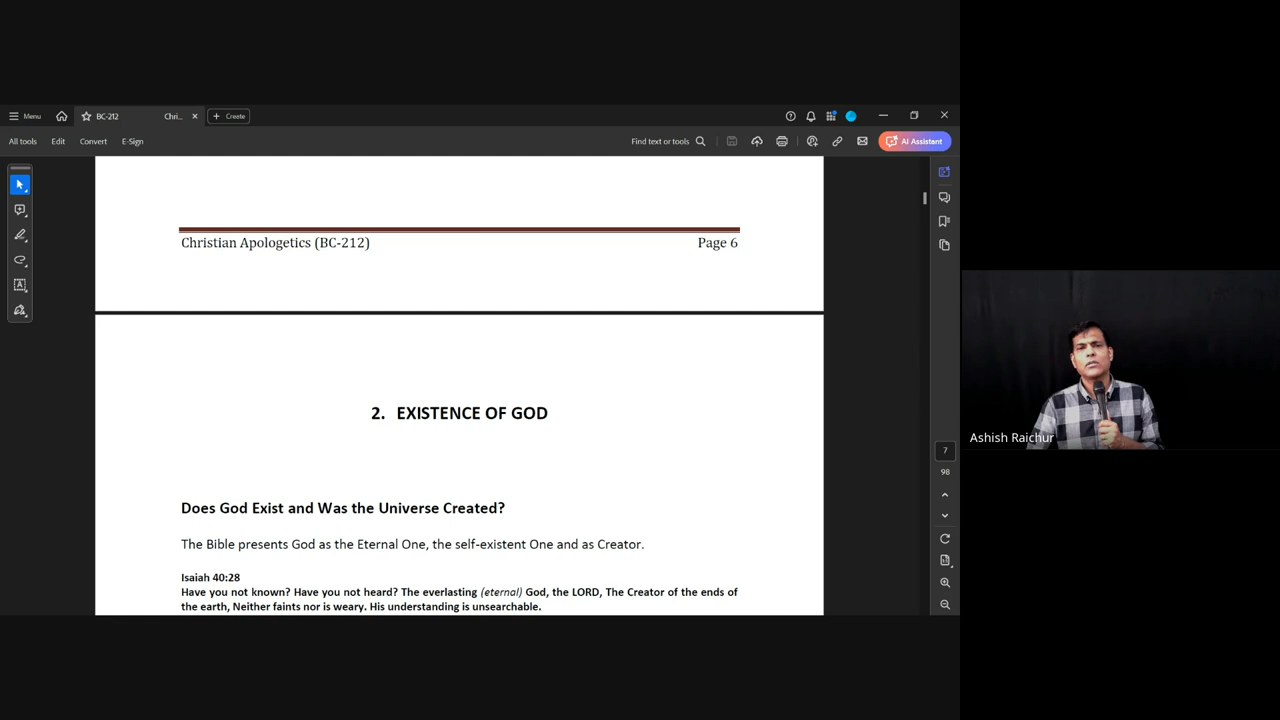 Menu
BC-212 Chri...
Create
All tools
Edit
Convert
E-Sign
Find text or tools
AI Assistant
Christian Apologetics (BC-212) Page 6
2. EXISTENCE OF GOD
Does God Exist and Was the Universe Created?
The Bible presents God as the Eternal One, the self-existent One and as Creator.
Isaiah 40:28
Have you not known? Have you not heard? The everlasting (eternal) God, the LORD, The Creator of the ends of
the earth, Neither faints nor is weary. His understanding is unsearchable.
7
98
Ashish Raichur